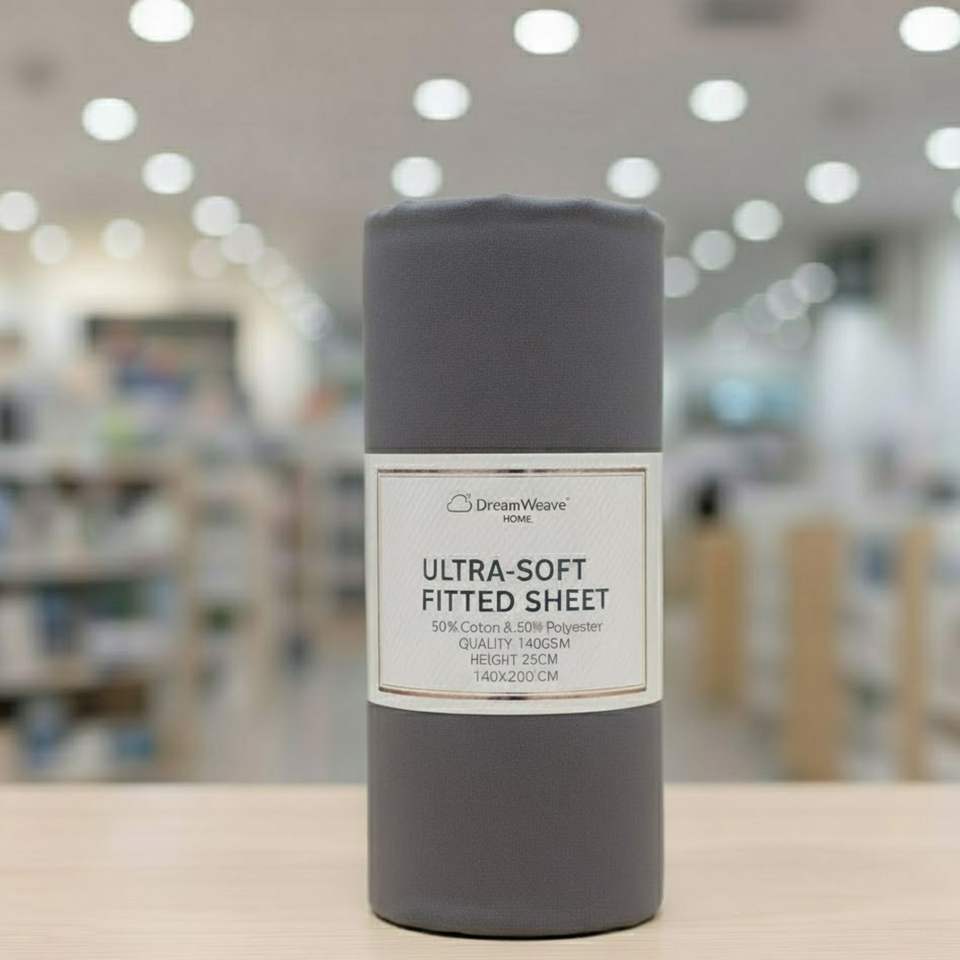 DreamWeave
HOME
ULTRA-SOFT
FITTED SHEET
50% Coton & 50% Polyester
QUALITY 140GSM
HEIGHT 25CM
140X200 CM